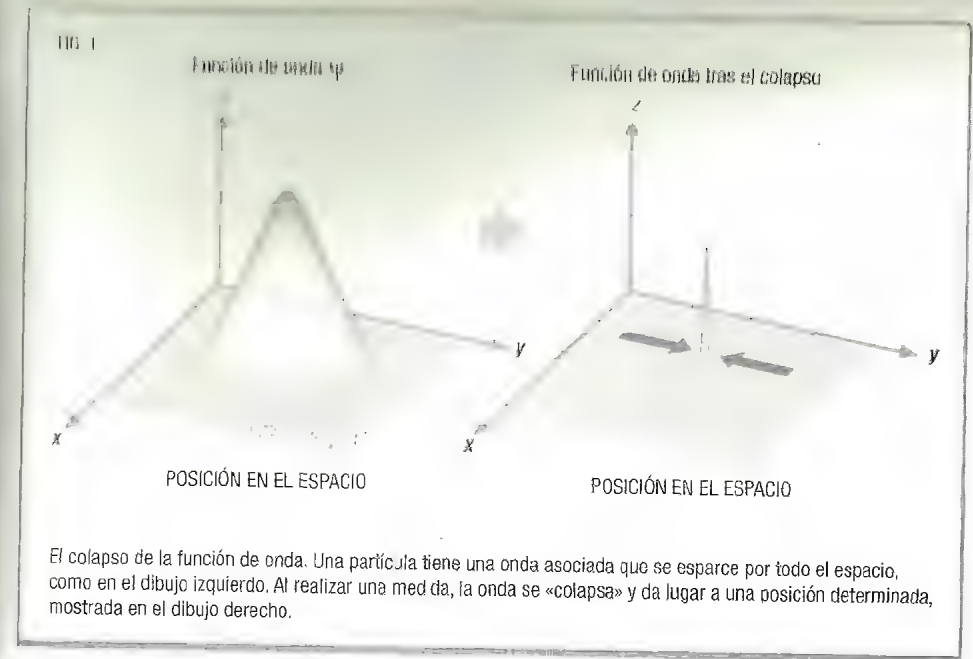 FIG. 1
Función de onda ψ
Función de onda tras el colapso
z
y
x
y
x
POSICIÓN EN EL ESPACIO
POSICIÓN EN EL ESPACIO
El colapso de la función de onda. Una partícula tiene una onda asociada que se esparce por todo el espacio,
como en el dibujo izquierdo. Al realizar una medida, la onda se «colapsa» y da lugar a una posición determinada,
mostrada en el dibujo derecho.